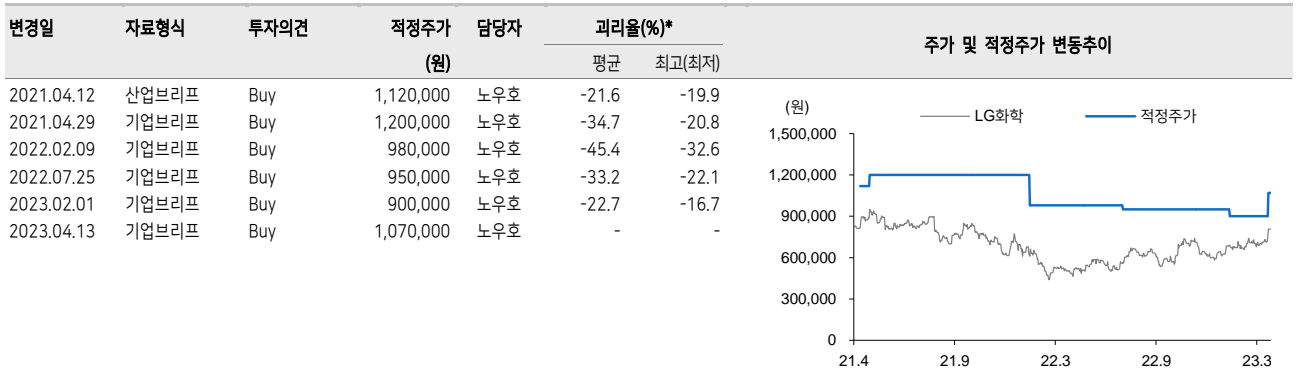 변경일 자료형식 투자의견 적정주가 담당자 괴리율(%)* 주가 및 적정주가 변동추이
(원) 평균 최고(최저)
2021.04.12 산업브리프 Buy 1,120,000 노우호 -21.6 -19.9
2021.04.29 기업브리프 Buy 1,200,000 노우호 -34.7 -20.8
2022.02.09 기업브리프 Buy 980,000 노우호 -45.4 -32.6
2022.07.25 기업브리프 Buy 950,000 노우호 -33.2 -22.1
2023.02.01 기업브리프 Buy 900,000 노우호 -22.7 -16.7
2023.04.13 기업브리프 Buy 1,070,000 노우호 - -
(원) LG화학 적정주가
1,500,000
1,200,000
900,000
600,000
300,000
0
21.4 21.9 22.3 22.9 23.3